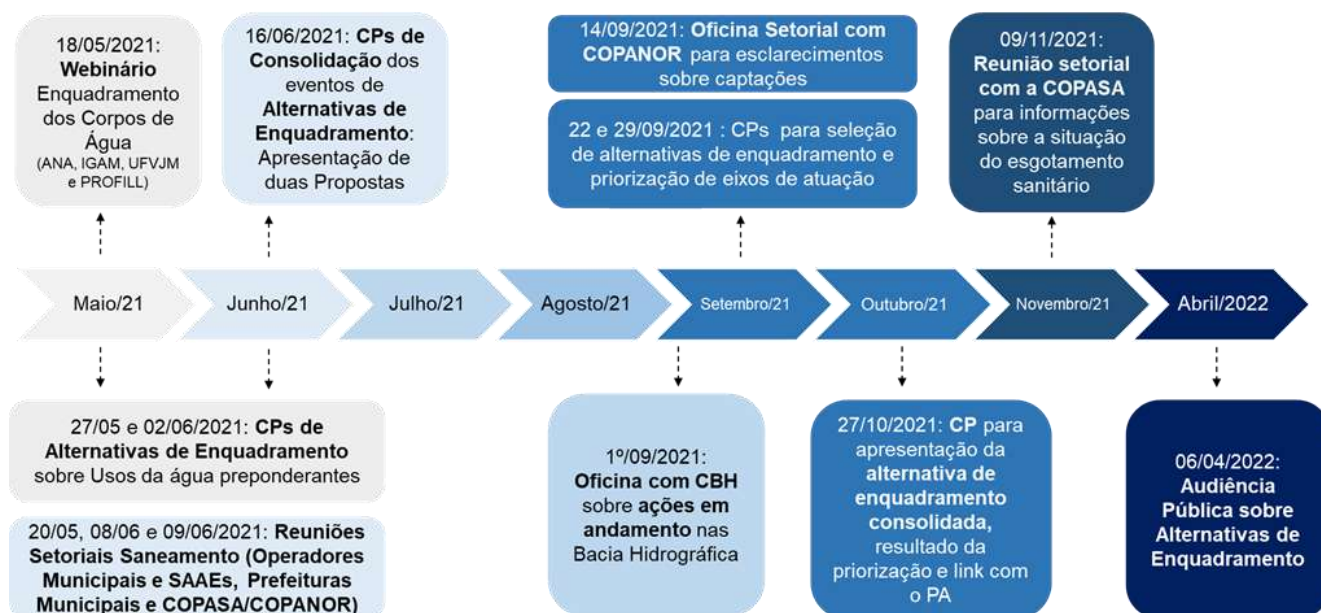 18/05/2021:
Webinário
Enquadramento
dos Corpos de
Água
(ANA, IGAM, UFVJM
e PROFILL)
16/06/2021: CPs de
Consolidação dos
eventos de
Alternativas de
Enquadramento:
Apresentação de
duas Propostas
14/09/2021: Oficina Setorial com
COPANOR para esclarecimentos
sobre captações
22 e 29/09/2021 : CPs para seleção
de alternativas de enquadramento e
priorização de eixos de atuação
09/11/2021:
Reunião setorial
com a COPASA
para informações
sobre a situação
do esgotamento
sanitário
Maio/21
Junho/21
Julho/21
Agosto/21
Setembro/21
Outubro/21
Novembro/21
Abril/2022
27/05 e 02/06/2021: CPs de
Alternativas de Enquadramento
sobre Usos da água preponderantes
20/05, 08/06 e 09/06/2021: Reuniões
Setoriais Saneamento (Operadores
Municipais e SAAEs, Prefeituras
Municipais e COPASA/COPANOR)
1º/09/2021:
Oficina com CBH
sobre ações em
andamento nas
Bacia Hidrográfica
27/10/2021: CP para
apresentação da
alternativa de
enquadramento
consolidada,
resultado da
priorização e link com
o PA
06/04/2022:
Audiência
Pública sobre
Alternativas de
Enquadramento